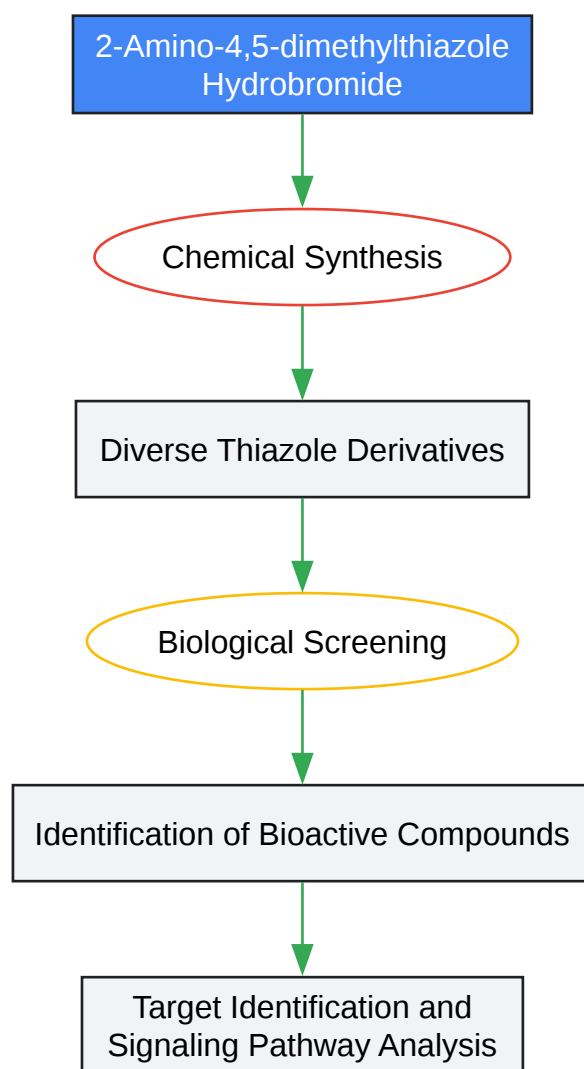 2-Amino-4,5-dimethylthiazole
Hydrobromide
Chemical Synthesis
Diverse Thiazole Derivatives
Biological Screening
Identification of Bioactive Compounds
Target Identification and
Signaling Pathway Analysis